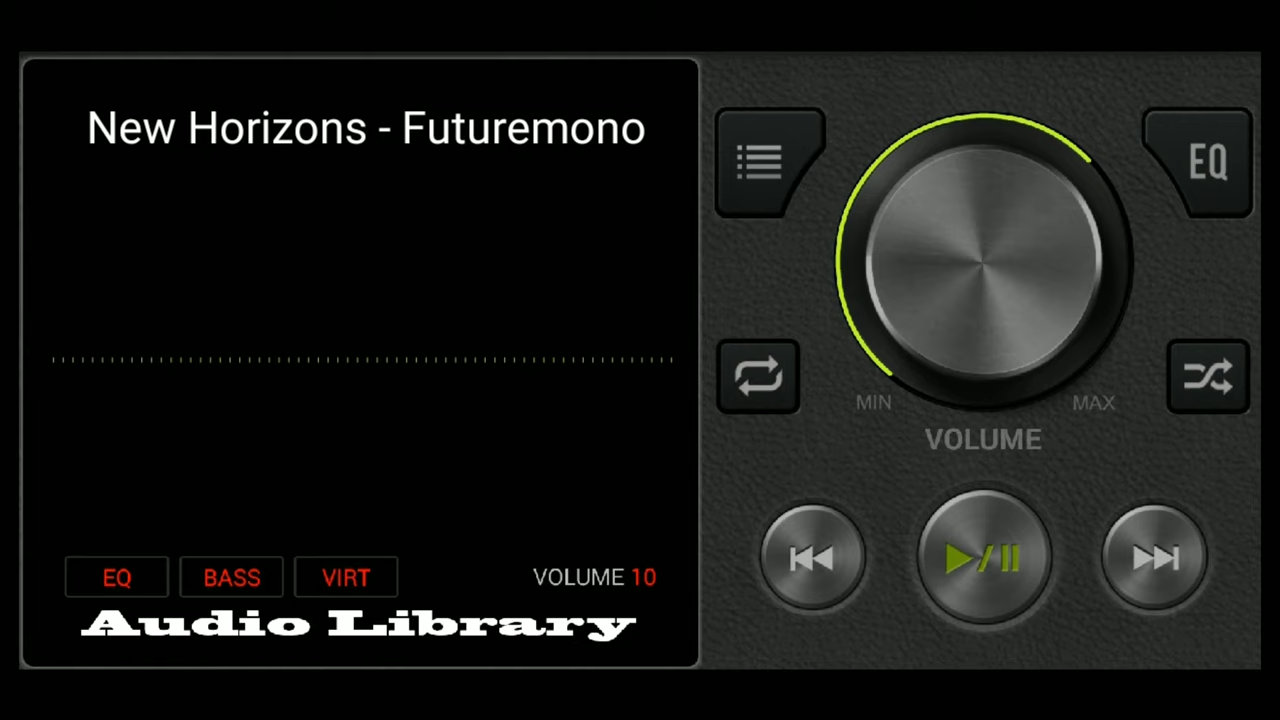 New Horizons - Futuremono
EQ
MIN
MAX
VOLUME
EQ
BASS
VIRT
VOLUME 10
Audio Library